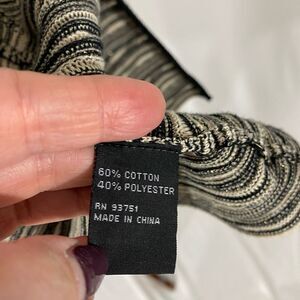 60% COTTON
40% POLYESTER
RN 93751
MADE IN CHINA